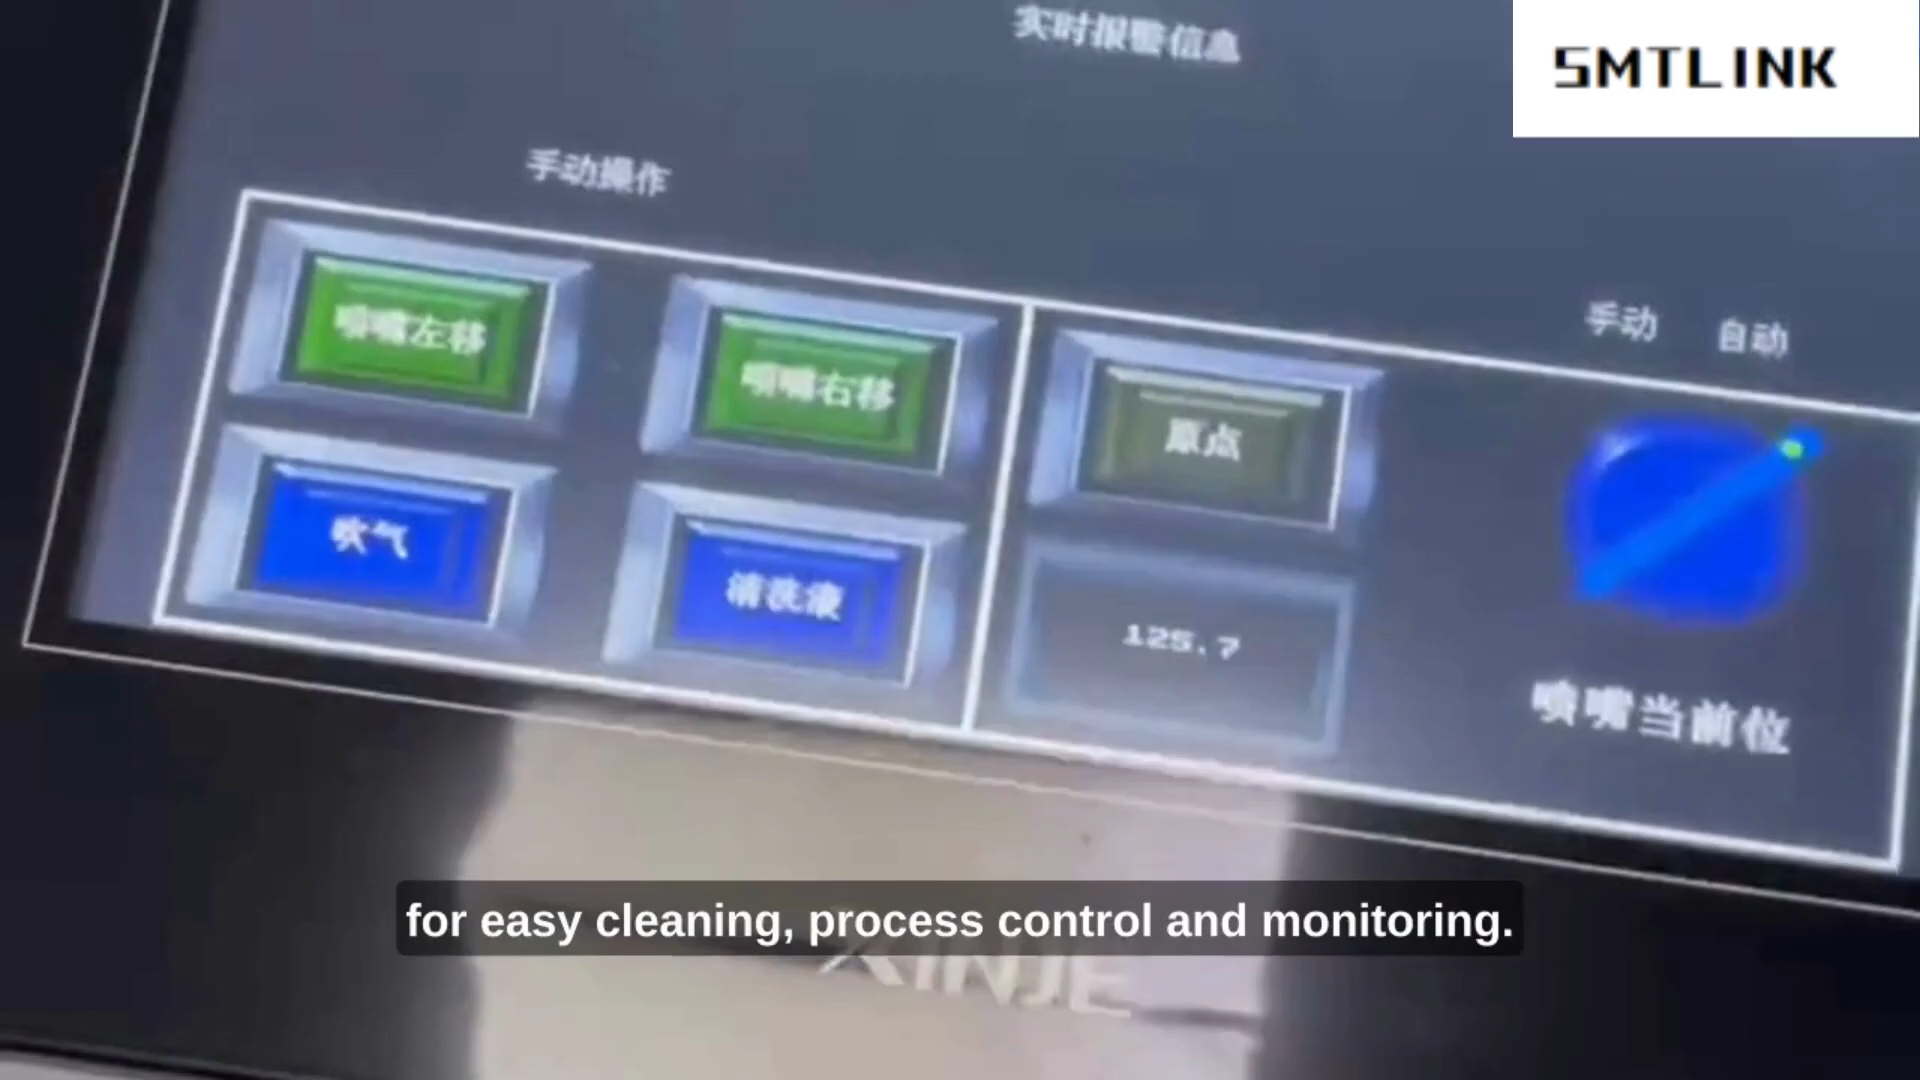 实时报警信息
SMTLINK
手动操作
手动 自动
喷嘴左移
喷嘴右移
原点
吹气
清洗液
125.7
喷嘴当前位
for easy cleaning, process control and monitoring.
XINJE